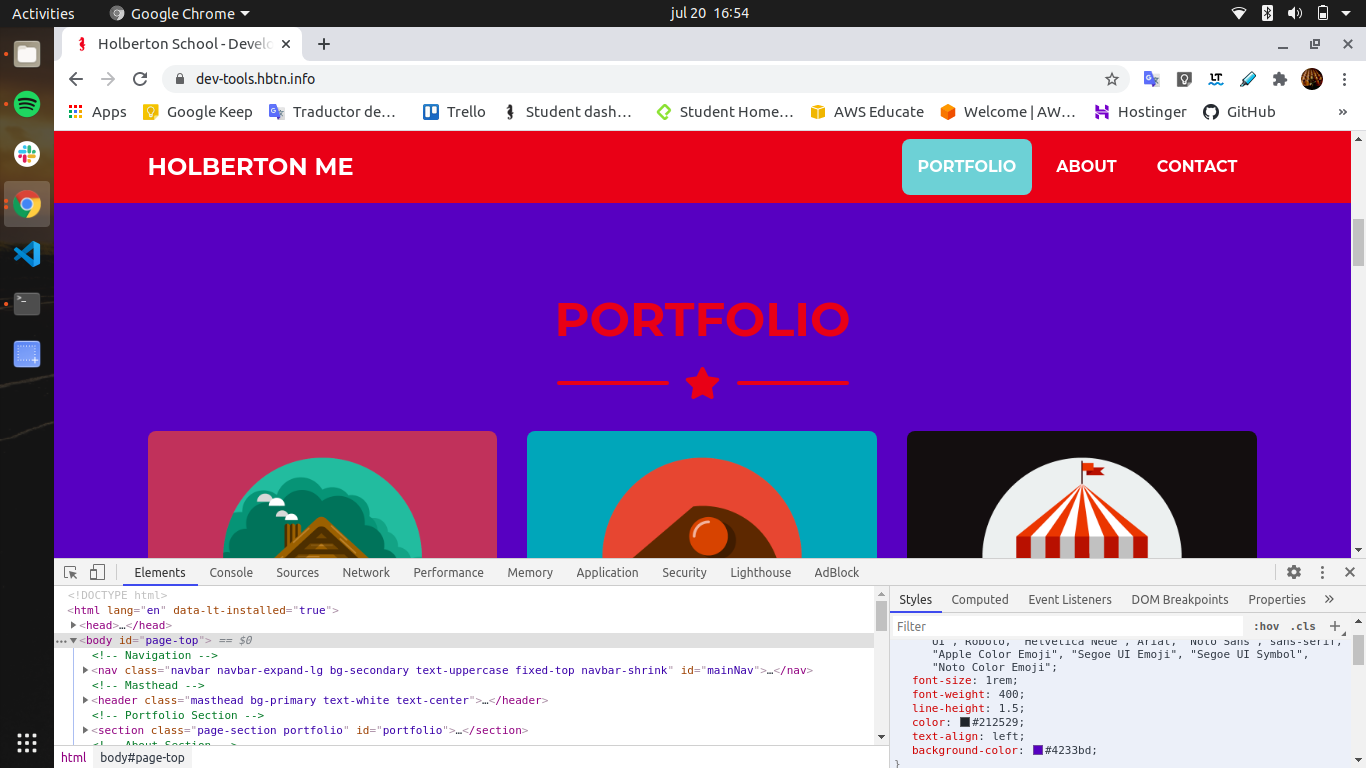 Activities Google Chrome jul 20 16:54
Holberton School - Develo
dev-tools.hbtn.info
Apps Google Keep Traductor de… Trello Student dash… Student Home… AWS Educate Welcome | AW… Hostinger GitHub »
HOLBERTON ME PORTFOLIO ABOUT CONTACT
PORTFOLIO
Elements Console Sources Network Performance Memory Application Security Lighthouse AdBlock
<!DOCTYPE html>
<html lang="en" data-lt-installed="true">
<head>…</head>
<body id="page-top"> == $0
<!-- Navigation -->
<nav class="navbar navbar-expand-lg bg-secondary text-uppercase fixed-top navbar-shrink" id="mainNav">…</nav>
<!-- Masthead -->
<header class="masthead bg-primary text-white text-center">…</header>
<!-- Portfolio Section -->
<section class="page-section portfolio" id="portfolio">…</section>
<!-- About Section -->
html body#page-top
Styles Computed Event Listeners DOM Breakpoints Properties »
Filter :hov .cls +
UI", Roboto, "Helvetica Neue", Arial, "Noto Sans", sans-serif,
"Apple Color Emoji", "Segoe UI Emoji", "Segoe UI Symbol",
"Noto Color Emoji";
font-size: 1rem;
font-weight: 400;
line-height: 1.5;
color: #212529;
text-align: left;
background-color: #4233bd;
}